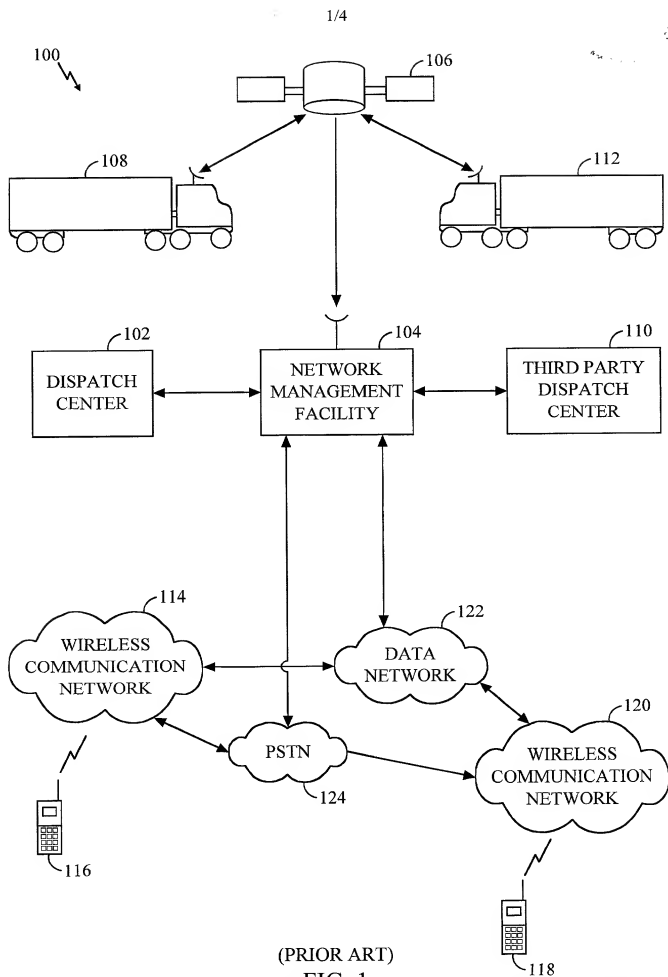 1/4
100
106
108
112
102
104
110
DISPATCH
CENTER
NETWORK
MANAGEMENT
FACILITY
THIRD PARTY
DISPATCH
CENTER
114
122
WIRELESS
COMMUNICATION
NETWORK
DATA
NETWORK
120
PSTN
124
WIRELESS
COMMUNICATION
NETWORK
116
118
(PRIOR ART)
FIG. 1